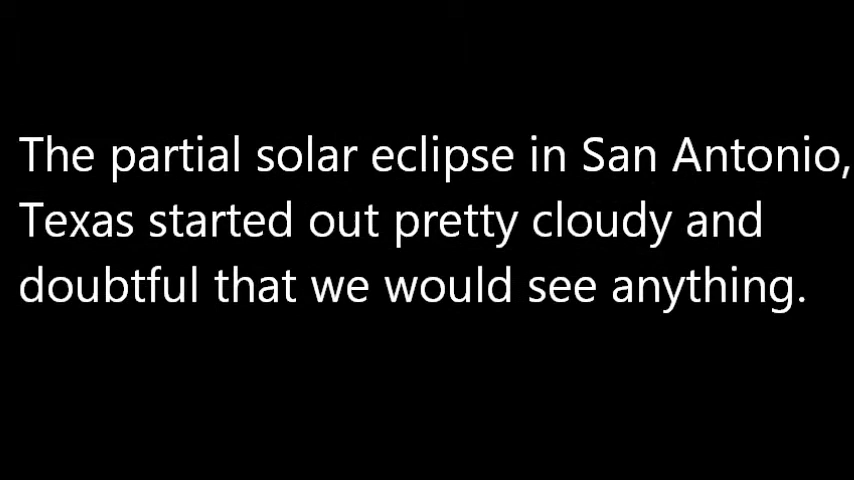 The partial solar eclipse in San Antonio,
Texas started out pretty cloudy and
doubtful that we would see anything.